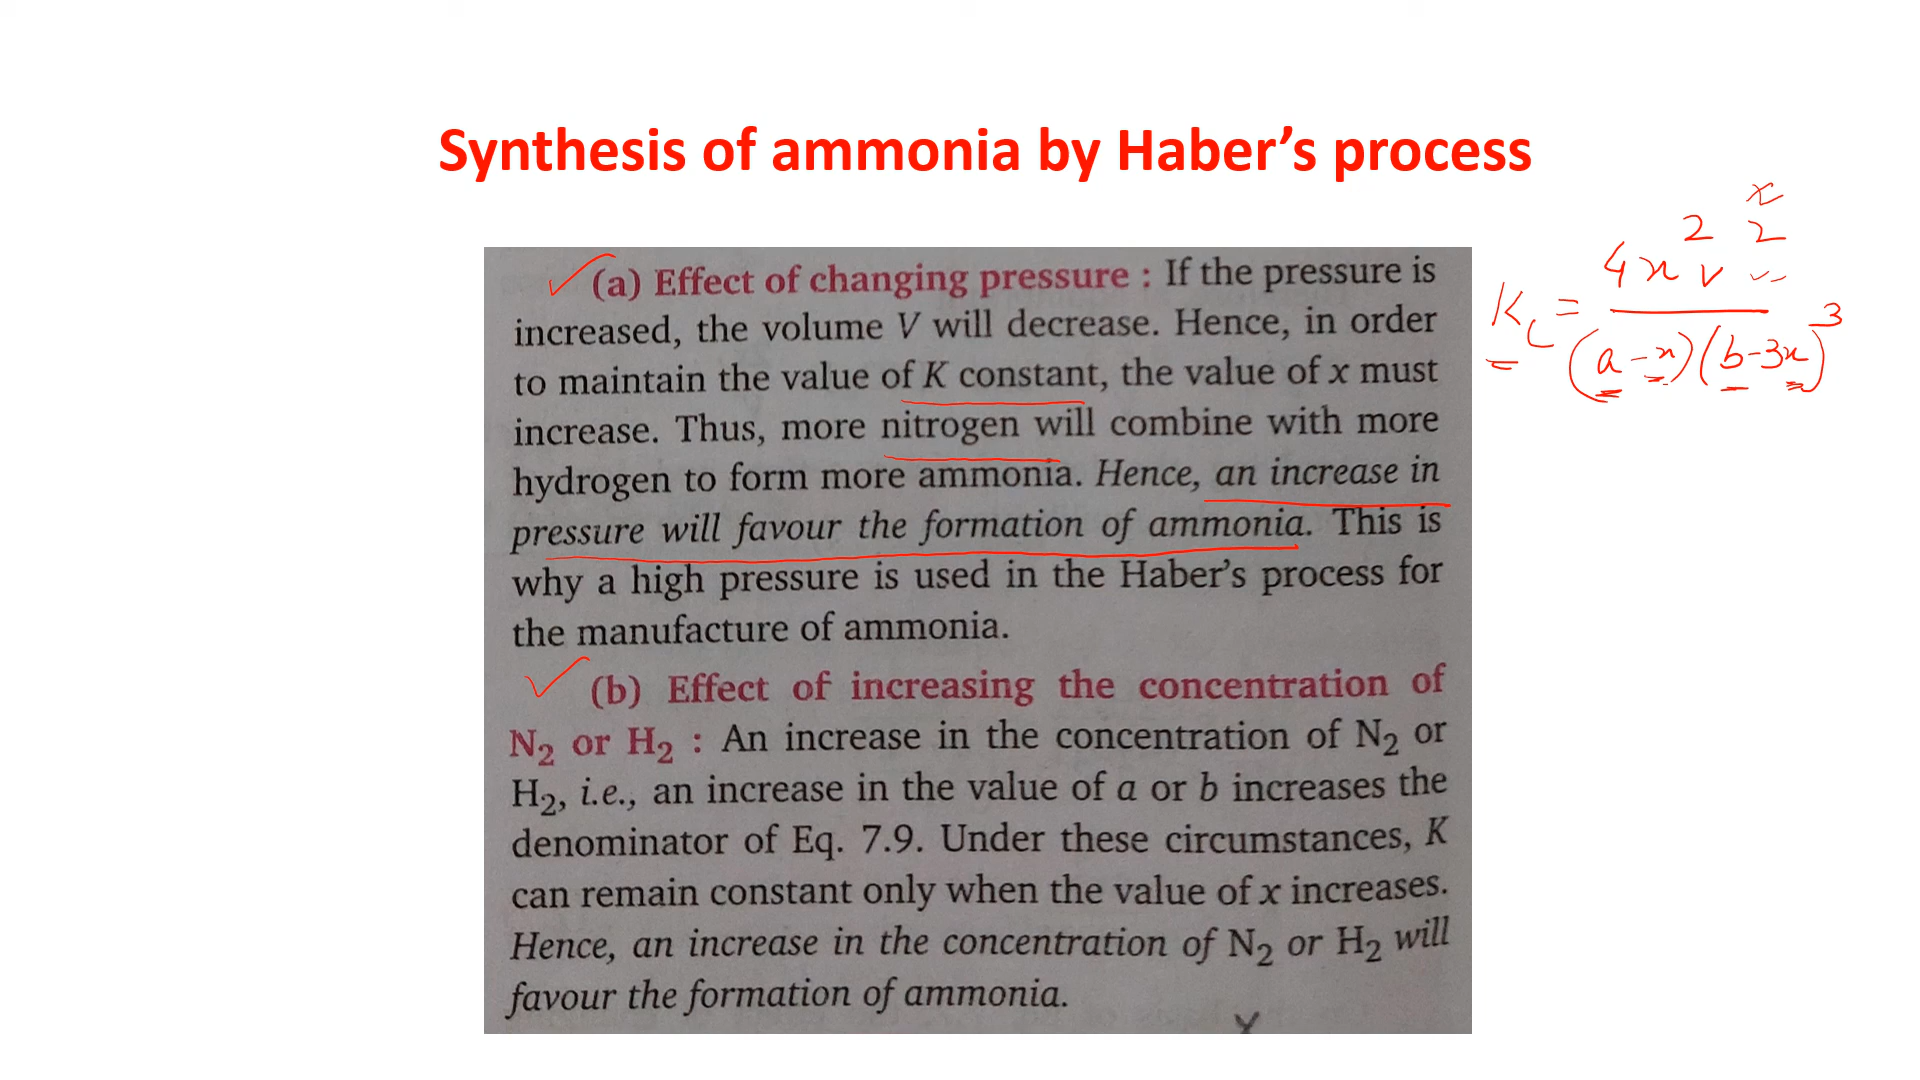 Synthesis of ammonia by Haber's process
(a) Effect of changing pressure : If the pressure is
increased, the volume V will decrease. Hence, in order
to maintain the value of K constant, the value of x must
increase. Thus, more nitrogen will combine with more
hydrogen to form more ammonia. Hence, an increase in
pressure will favour the formation of ammonia. This is
why a high pressure is used in the Haber's process for
the manufacture of ammonia.
(b) Effect of increasing the concentration of
N₂ or H₂ : An increase in the concentration of N₂ or
H₂, i.e., an increase in the value of a or b increases the
denominator of Eq. 7.9. Under these circumstances, K
can remain constant only when the value of x increases.
Hence, an increase in the concentration of N₂ or H₂ will
favour the formation of ammonia.
4x² V²
Kc =
(a-x)(b-3x)³